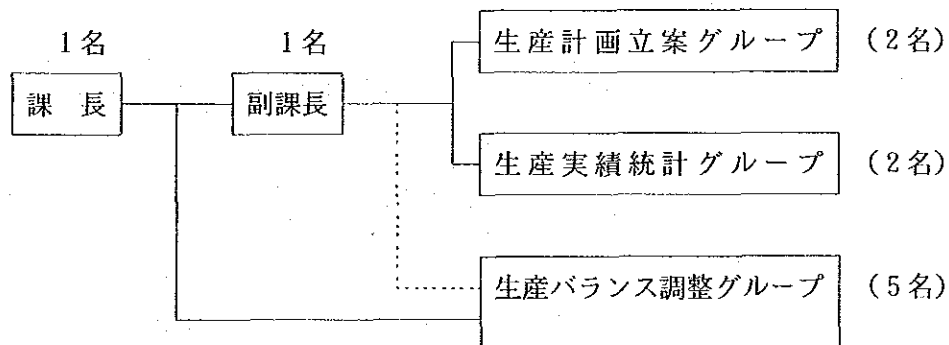 1名
1名
課 長
副課長
生産計画立案グループ (2名)
生産実績統計グループ (2名)
生産バランス調整グループ (5名)